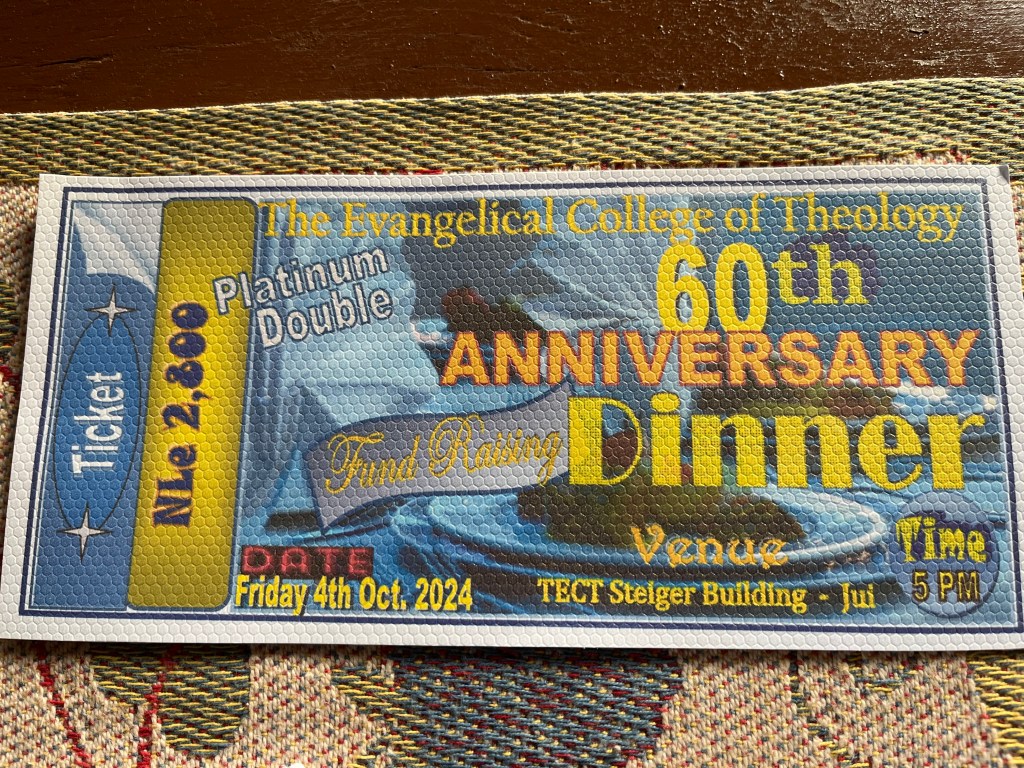 The Evangelical College of Theology
Ticket
NLe 2,800
Platinum
Double
60th
ANNIVERSARY
Fund Raising
Dinner
DATE
Friday 4th Oct. 2024
Venue
TECT Steiger Building - Jui
Time
5 PM